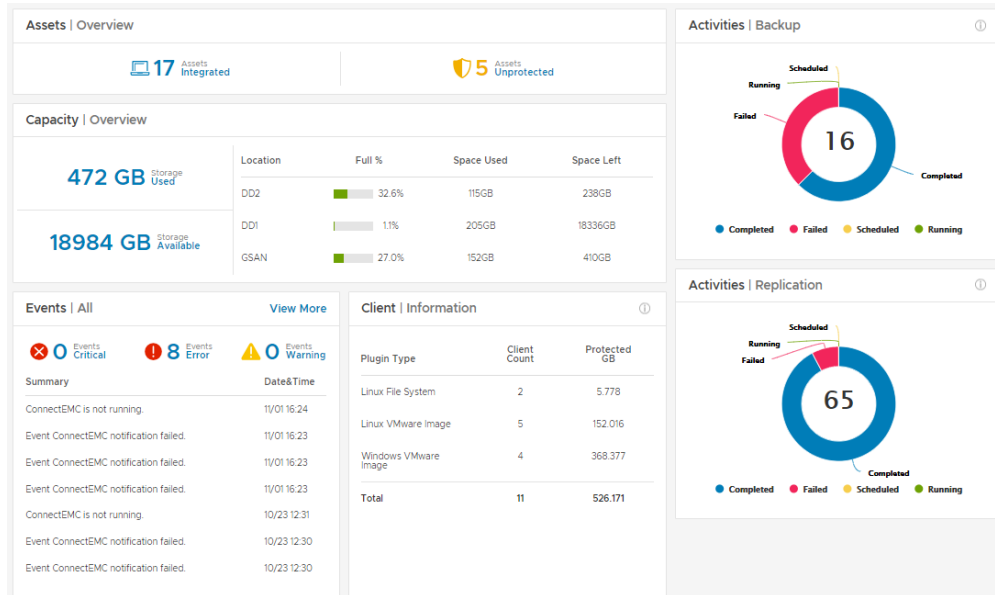 Assets | Overview
17 Assets Integrated
5 Assets Unprotected
Capacity | Overview
472 GB Storage Used
18984 GB Storage Available
Location Full % Space Used Space Left
DD2 32.6% 115GB 238GB
DD1 1.1% 205GB 18336GB
GSAN 27.0% 152GB 410GB
Events | All View More
0 Events Critical
8 Events Error
0 Events Warning
Summary Date&Time
ConnectEMC is not running. 11/01 16:24
Event ConnectEMC notification failed. 11/01 16:23
Event ConnectEMC notification failed. 11/01 16:23
Event ConnectEMC notification failed. 11/01 16:23
ConnectEMC is not running. 10/23 12:31
Event ConnectEMC notification failed. 10/23 12:30
Event ConnectEMC notification failed. 10/23 12:30
Client | Information
Plugin Type Client Count Protected GB
Linux File System 2 5.778
Linux VMware Image 5 152.016
Windows VMware Image 4 368.377
Total 11 526.171
Activities | Backup
Scheduled
Running
Failed
16
Completed
Completed Failed Scheduled Running
Activities | Replication
Scheduled
Running
Failed
65
Completed
Completed Failed Scheduled Running